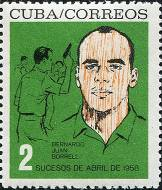 CUBA/CORREOS
BERNARDO
JUAN
BORRELL
2 SUCESOS DE ABRIL DE 1958